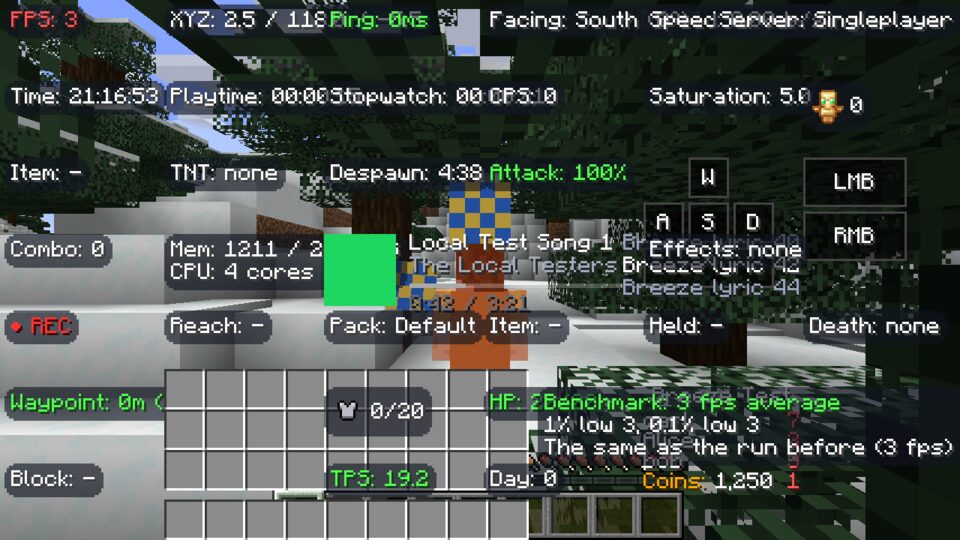 FPS: 3
XYZ: 2.5 / 118
Ping: 0ms
Facing: South
Speed
Server: Singleplayer
Time: 21:16:53
Playtime: 00:00
Stopwatch: 00:
CPS: 0
Saturation: 5.0
0
Item: -
TNT: none
Despawn: 4:38
Attack: 100%
W
LMB
A S D
RMB
Combo: 0
Mem: 1211 / 2
CPU: 4 cores
Local Test Song 1
The Local Testers
0:42 / 3:21
Effects: none
Breeze lyric 42
Breeze lyric 44
REC
Reach: -
Pack: Default
Item: -
Held: -
Death: none
Waypoint: 0m (
0/20
HP: 2
Benchmark: 3 fps average
1% low 3, 0.1% low 3
The same as the run before (3 fps)
Block: -
TPS: 19.2
Day: 0
Coins: 1,250
1